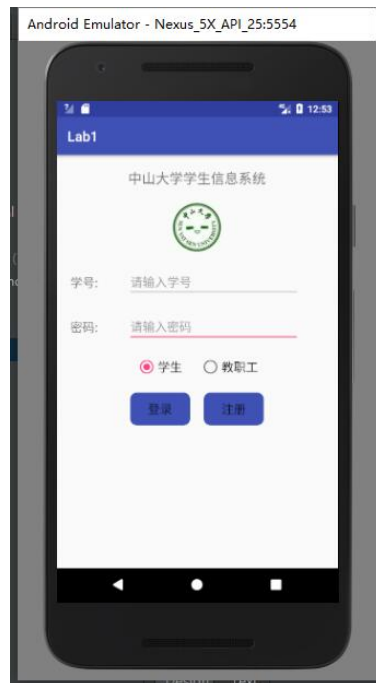 Android Emulator - Nexus_5X_API_25:5554
12:53
Lab1
中山大学学生信息系统
学号: 请输入学号
密码: 请输入密码
学生 教职工
登录 注册